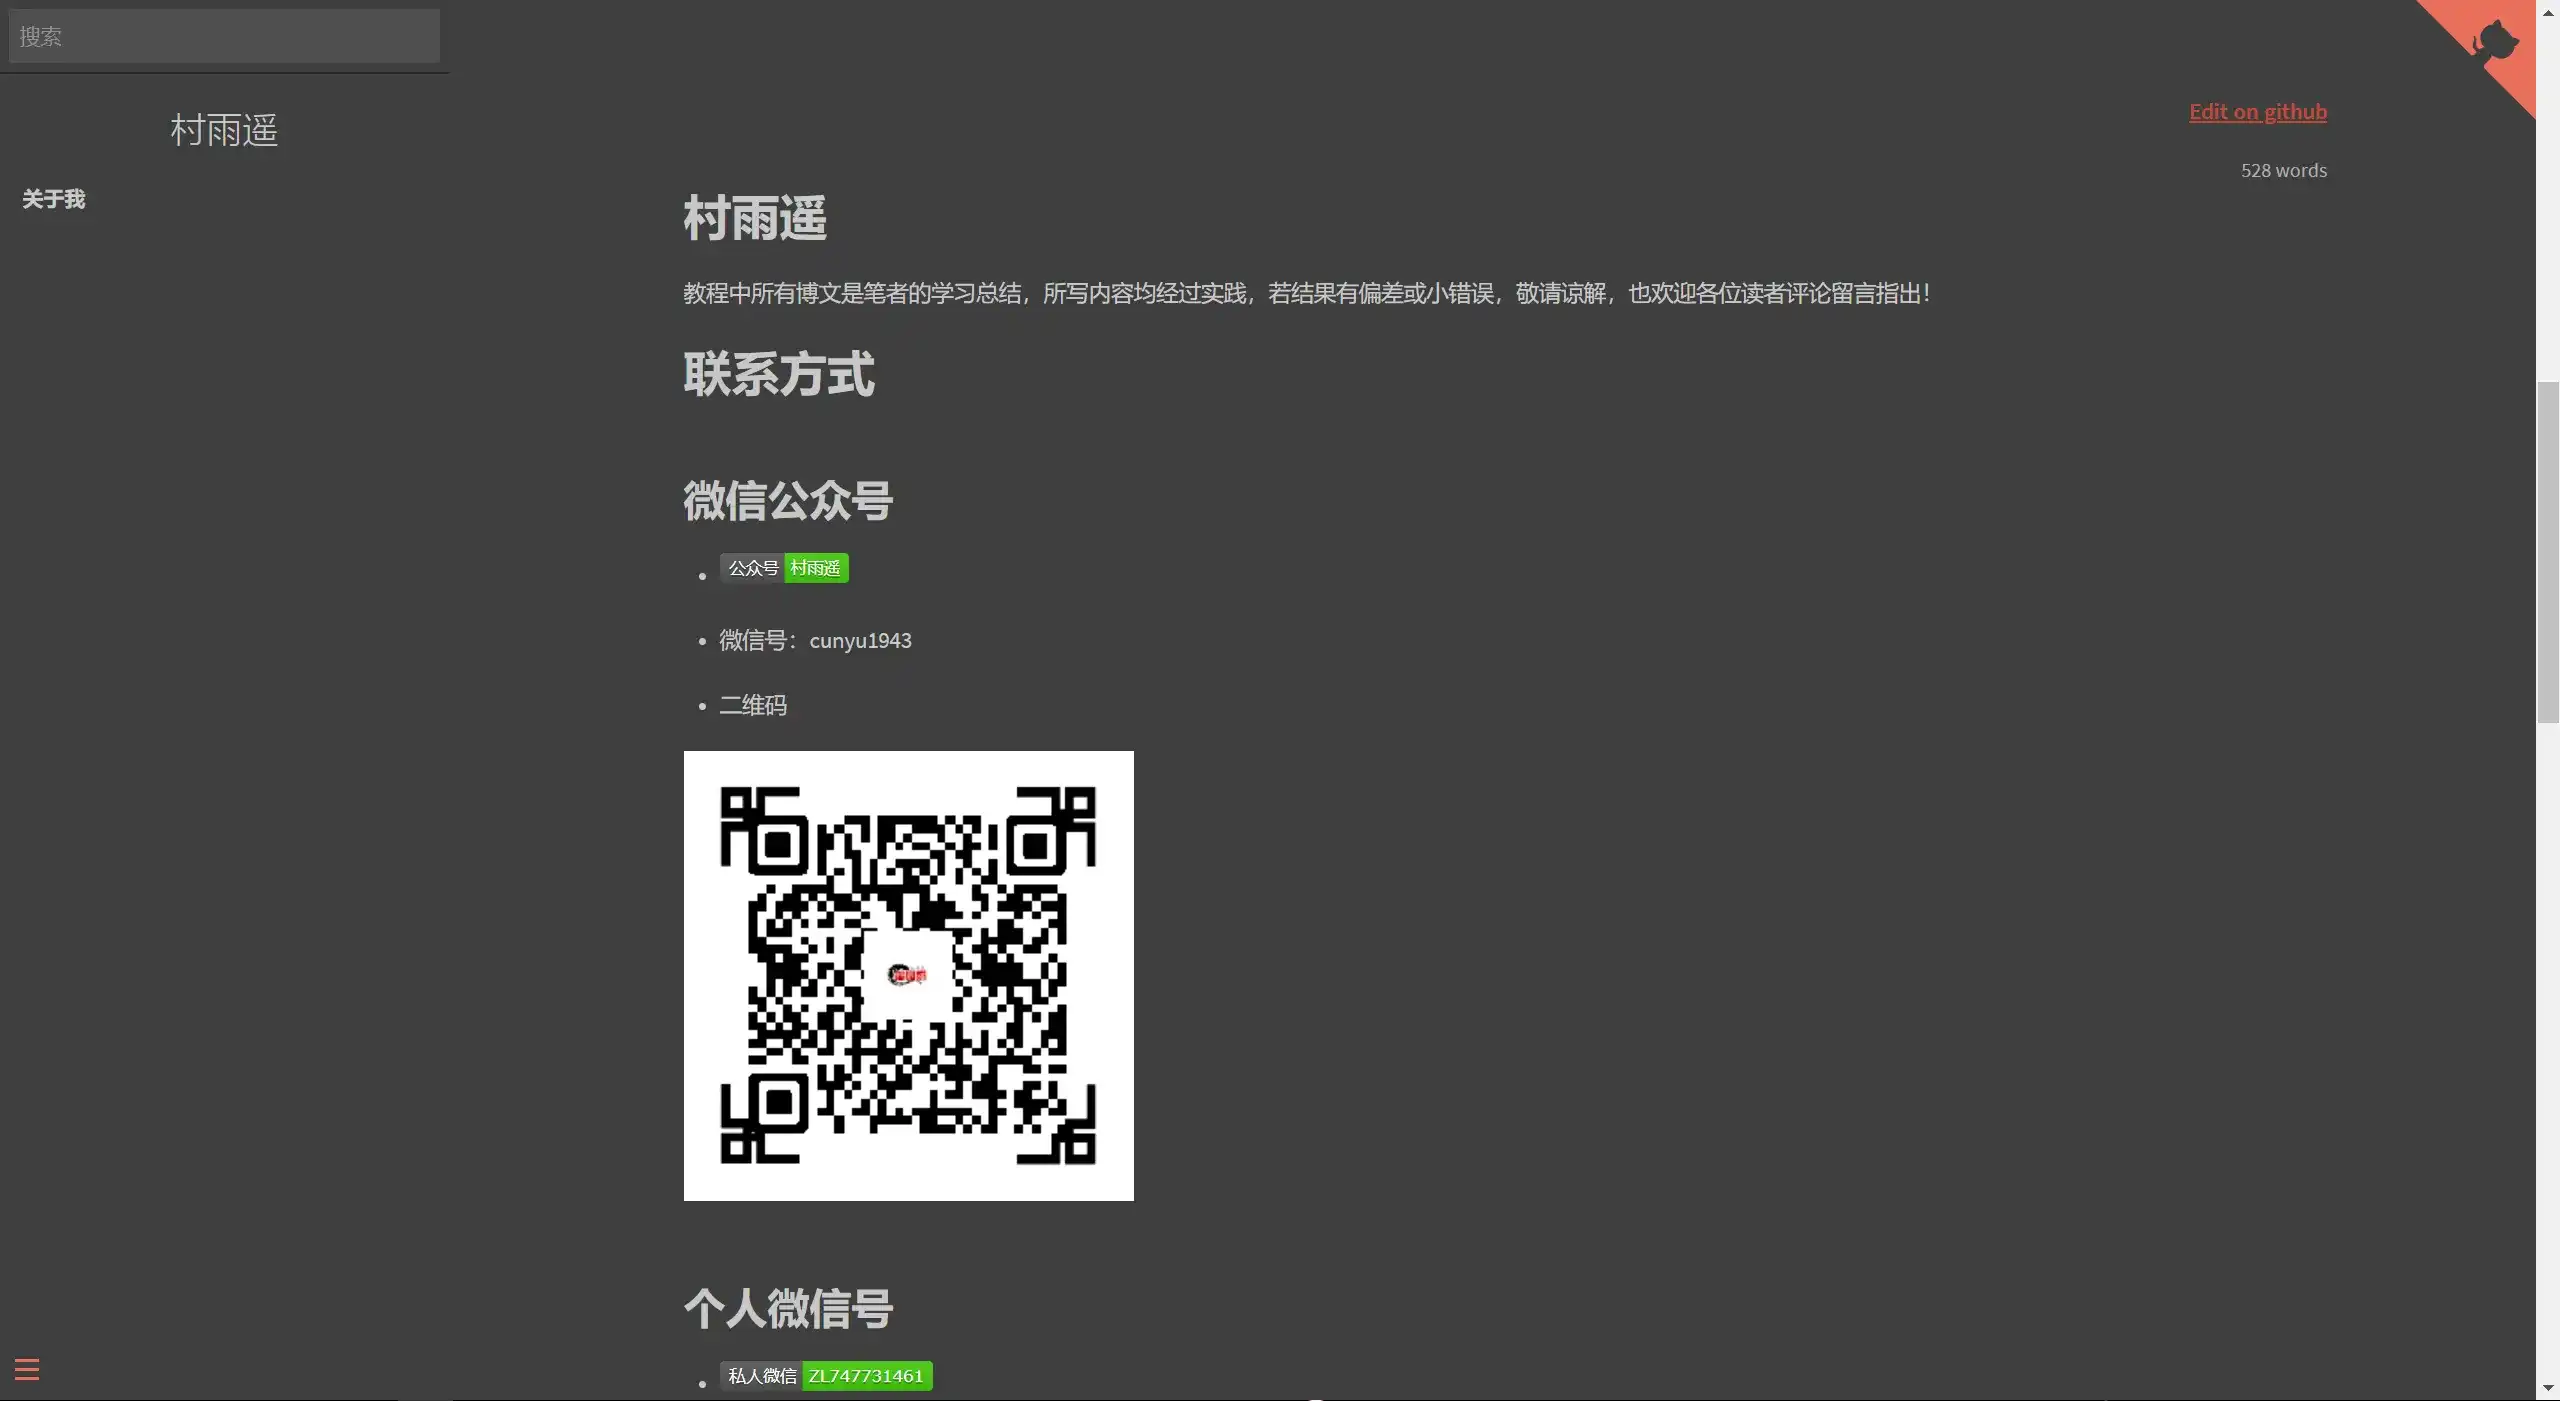 搜索
村雨遥
关于我
Edit on github
528 words
村雨遥
教程中所有博文是笔者的学习总结，所写内容均经过实践，若结果有偏差或小错误，敬请谅解，也欢迎各位读者评论留言指出！
联系方式
微信公众号
公众号 村雨遥
微信号：cunyu1943
二维码
个人微信号
私人微信 ZL747731461